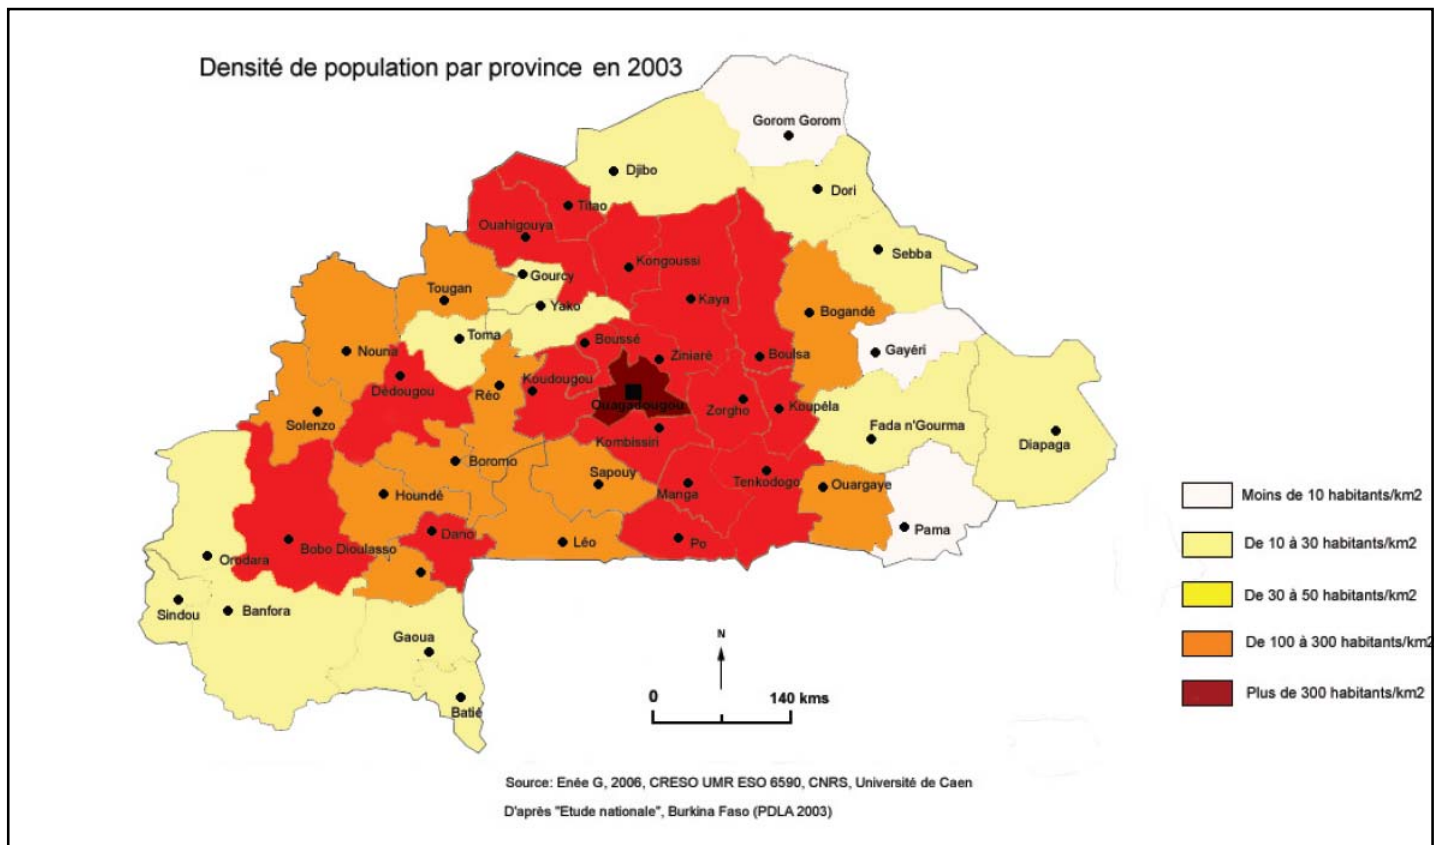 Densité de population par province en 2003
Gorom Gorom
Djibo
Dori
Titao
Ouahigouya
Sebba
Kongoussi
Gourcy
Tougan
Kaya
Yako
Bogandé
Toma
Boussé
Nouna
Ziniaré
Boulsa
Gayéri
Koudougou
Dédougou
Réo
Ouagadougou
Zorgho
Koupéla
Solenzo
Fada n'Gourma
Kombissiri
Diapaga
Boromo
Sapouy
Tenkodogo
Ouargaye
Houndé
Manga
Pama
Dano
Léo
Po
Bobo Dioulasso
Orodara
Sindou
Banfora
Gaoua
Batié
Moins de 10 habitants/km2
De 10 à 30 habitants/km2
De 30 à 50 habitants/km2
De 100 à 300 habitants/km2
Plus de 300 habitants/km2
N
0 140 kms
Source: Enée G, 2006, CRESO UMR ESO 6590, CNRS, Université de Caen
D'après "Etude nationale", Burkina Faso (PDLA 2003)